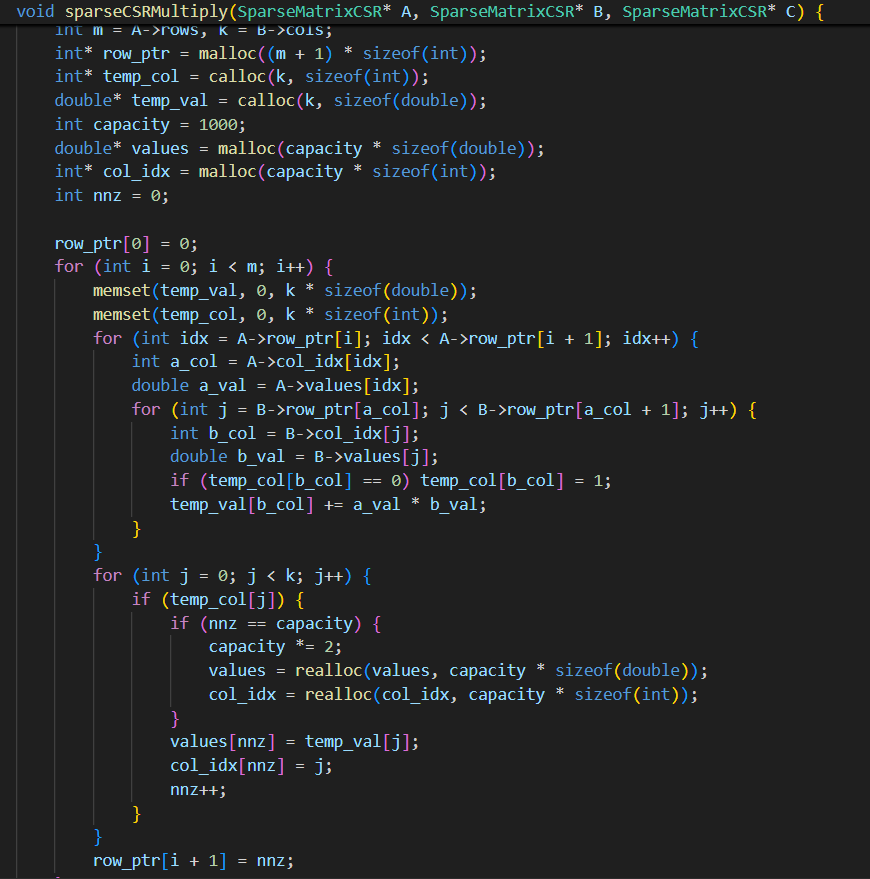 void sparseCSRMultiply(SparseMatrixCSR* A, SparseMatrixCSR* B, SparseMatrixCSR* C) {
    int m = A->rows, k = B->cols;
    int* row_ptr = malloc((m + 1) * sizeof(int));
    int* temp_col = calloc(k, sizeof(int));
    double* temp_val = calloc(k, sizeof(double));
    int capacity = 1000;
    double* values = malloc(capacity * sizeof(double));
    int* col_idx = malloc(capacity * sizeof(int));
    int nnz = 0;

    row_ptr[0] = 0;
    for (int i = 0; i < m; i++) {
        memset(temp_val, 0, k * sizeof(double));
        memset(temp_col, 0, k * sizeof(int));
        for (int idx = A->row_ptr[i]; idx < A->row_ptr[i + 1]; idx++) {
            int a_col = A->col_idx[idx];
            double a_val = A->values[idx];
            for (int j = B->row_ptr[a_col]; j < B->row_ptr[a_col + 1]; j++) {
                int b_col = B->col_idx[j];
                double b_val = B->values[j];
                if (temp_col[b_col] == 0) temp_col[b_col] = 1;
                temp_val[b_col] += a_val * b_val;
            }
        }
        for (int j = 0; j < k; j++) {
            if (temp_col[j]) {
                if (nnz == capacity) {
                    capacity *= 2;
                    values = realloc(values, capacity * sizeof(double));
                    col_idx = realloc(col_idx, capacity * sizeof(int));
                }
                values[nnz] = temp_val[j];
                col_idx[nnz] = j;
                nnz++;
            }
        }
        row_ptr[i + 1] = nnz;